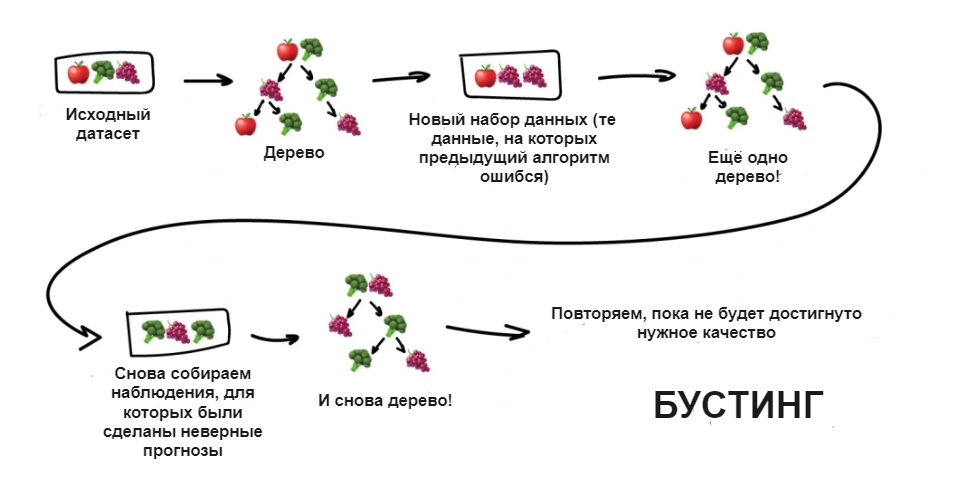 Исходный
датасет
Дерево
Новый набор данных (те
данные, на которых
предыдущий алгоритм
ошибся)
Ещё одно
дерево!
Снова собираем
наблюдения, для
которых были
сделаны неверные
прогнозы
И снова дерево!
Повторяем, пока не будет достигнуто
нужное качество
БУСТИНГ